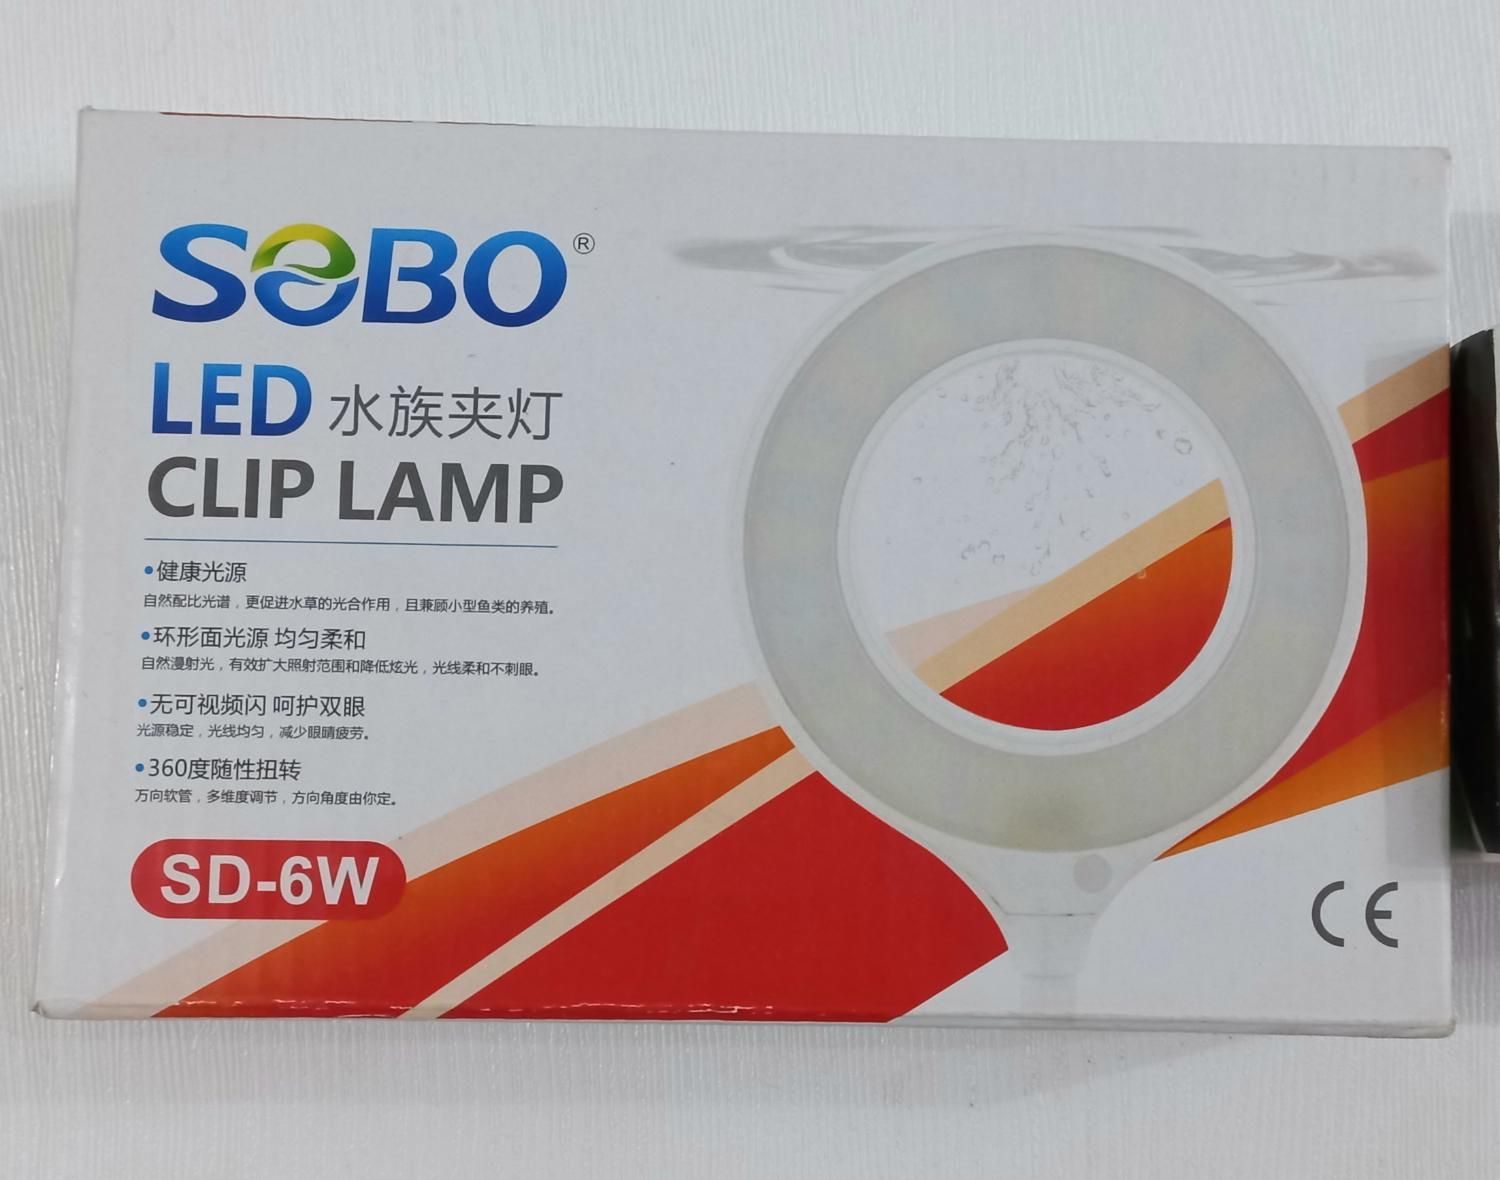 SOBO®
LED 水族夹灯
CLIP LAMP
•健康光源
自然配比光谱，更促进水草的光合作用，且兼顾小型鱼类的养殖。
•环形面光源 均匀柔和
自然漫射光，有效扩大照射范围和降低炫光，光线柔和不刺眼。
•无可视频闪 呵护双眼
光源稳定，光线均匀，减少眼睛疲劳。
•360度随性扭转
万向软管，多维度调节，方向角度由你定。
SD-6W
CE